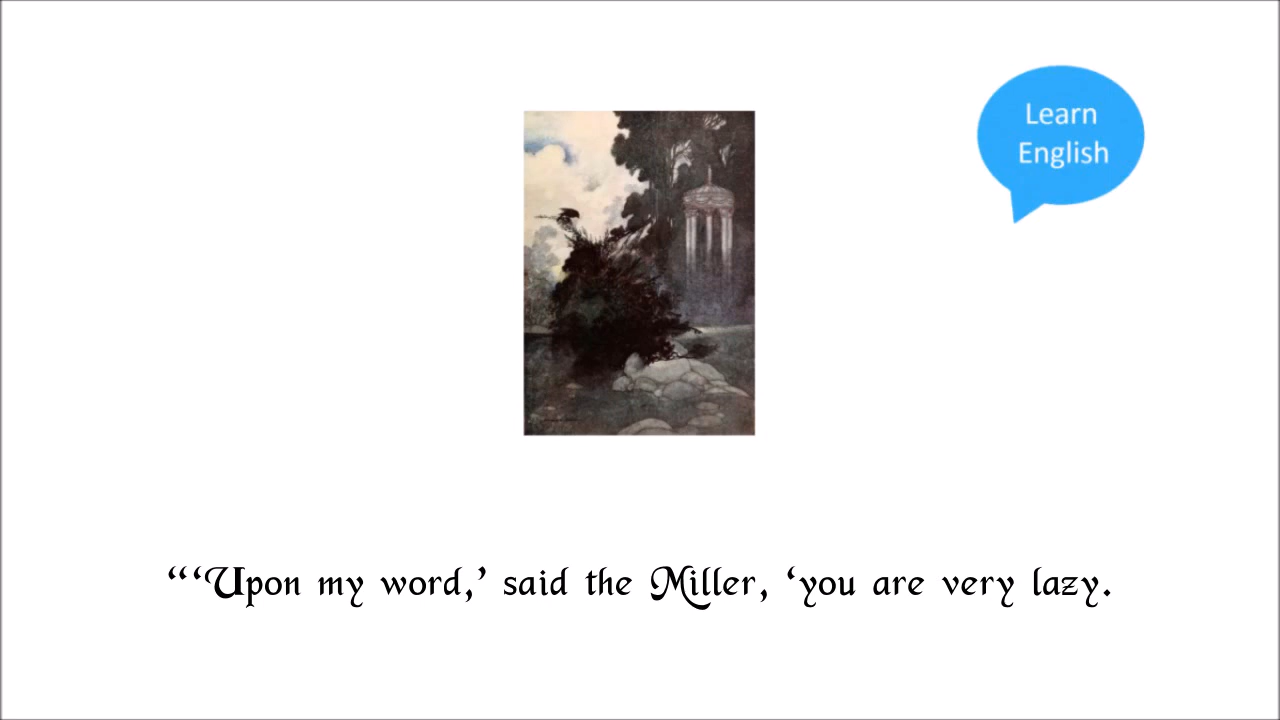 Learn
English
“‘Upon my word,’ said the Miller, ‘you are very lazy.